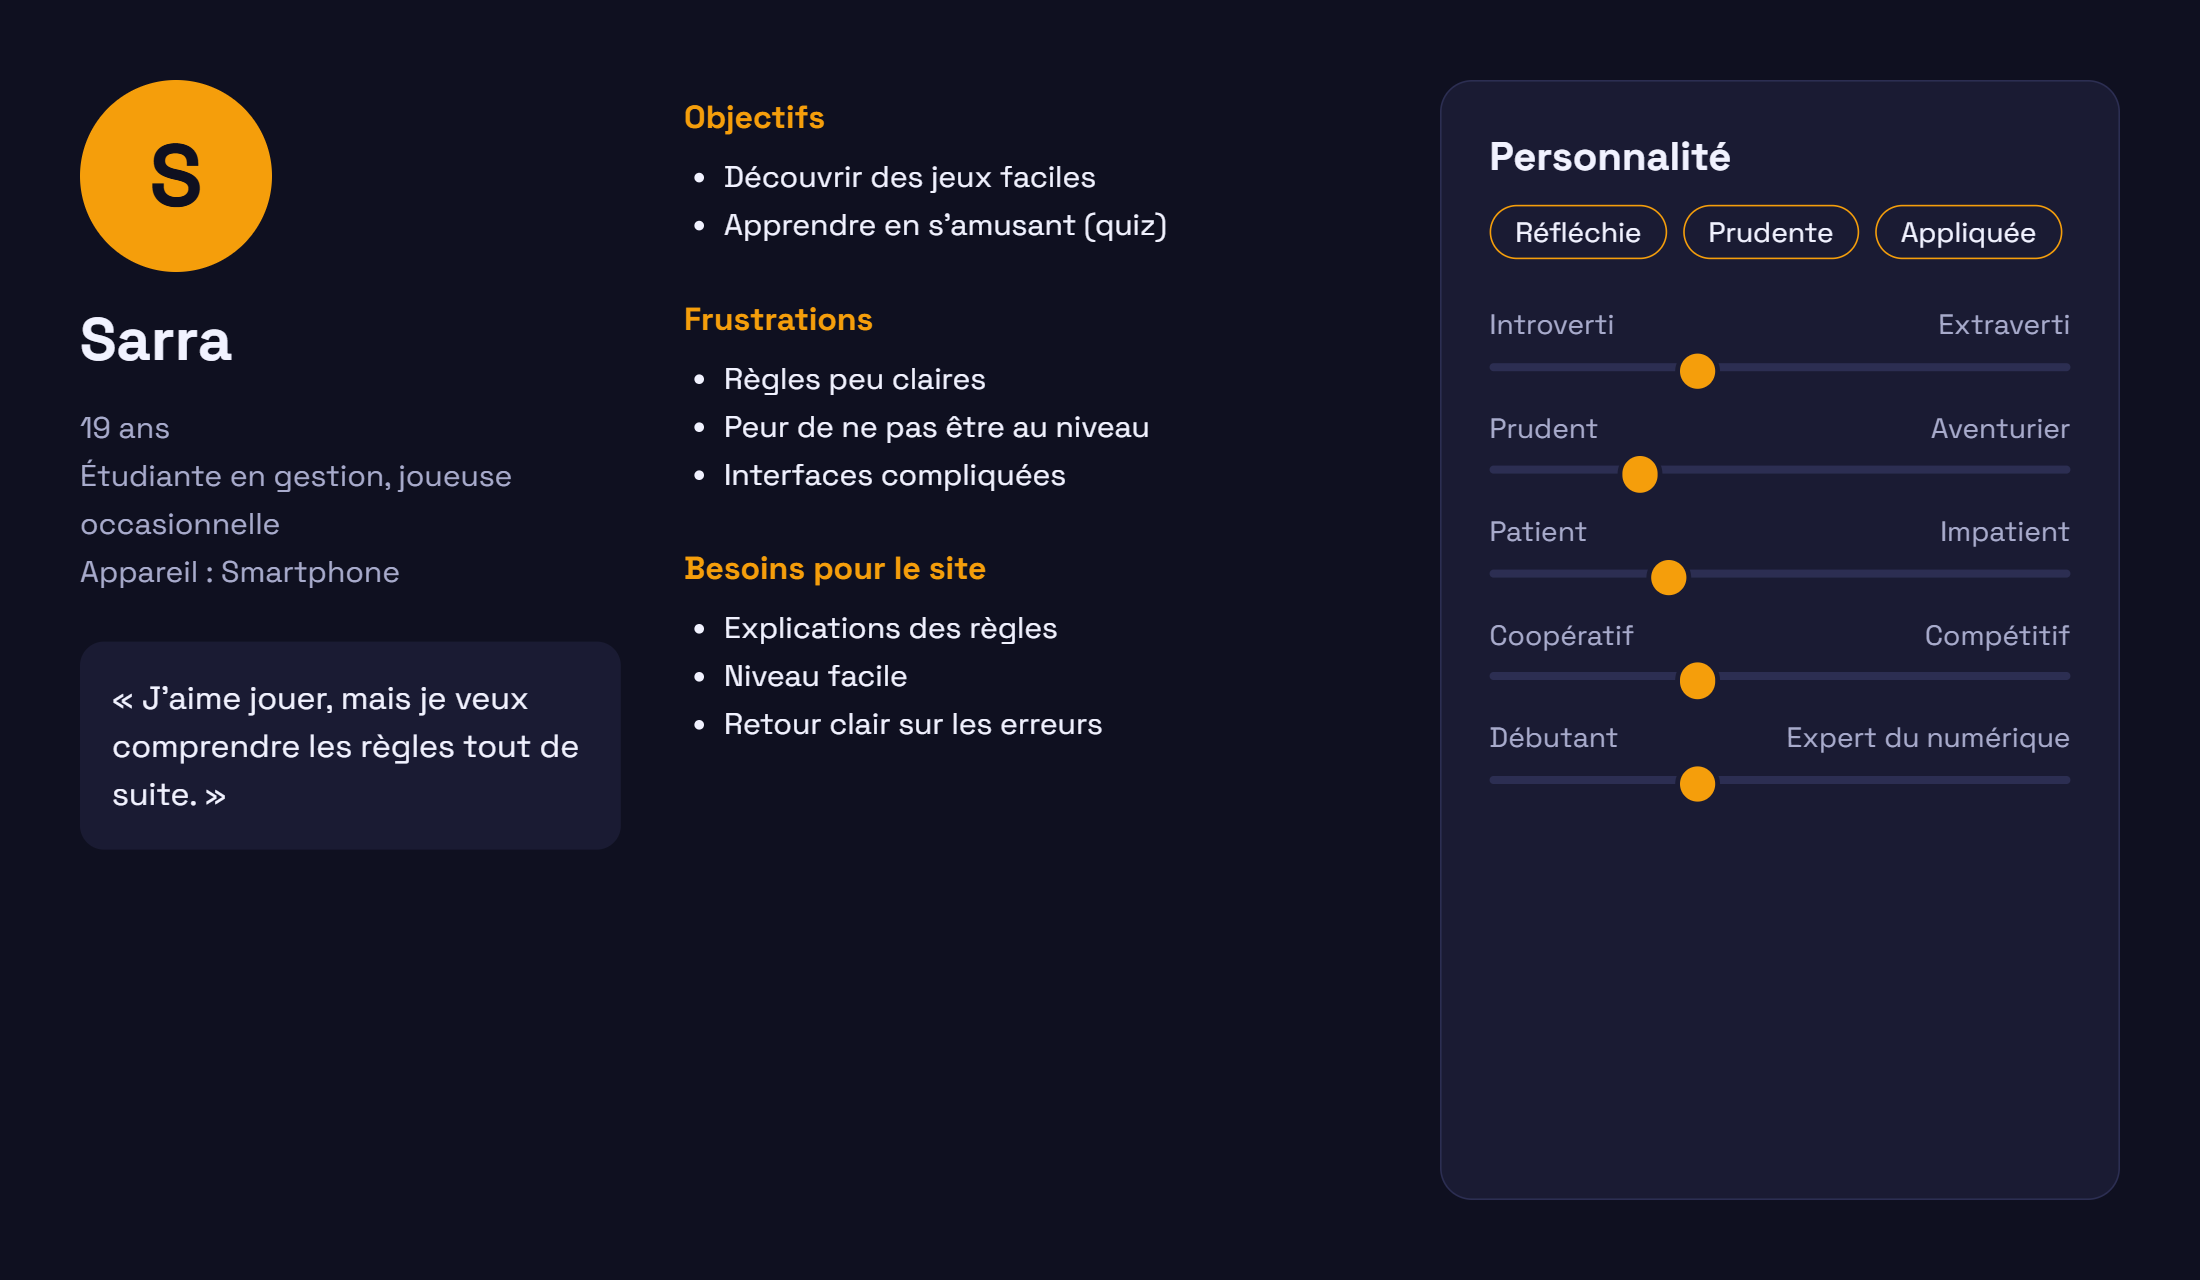 S
Sarra
19 ans
Étudiante en gestion, joueuse
occasionnelle
Appareil : Smartphone
« J’aime jouer, mais je veux
comprendre les règles tout de
suite. »
Objectifs
• Découvrir des jeux faciles
• Apprendre en s’amusant (quiz)
Frustrations
• Règles peu claires
• Peur de ne pas être au niveau
• Interfaces compliquées
Besoins pour le site
• Explications des règles
• Niveau facile
• Retour clair sur les erreurs
Personnalité
Réfléchie Prudente Appliquée
Introverti Extraverti
Prudent Aventurier
Patient Impatient
Coopératif Compétitif
Débutant Expert du numérique